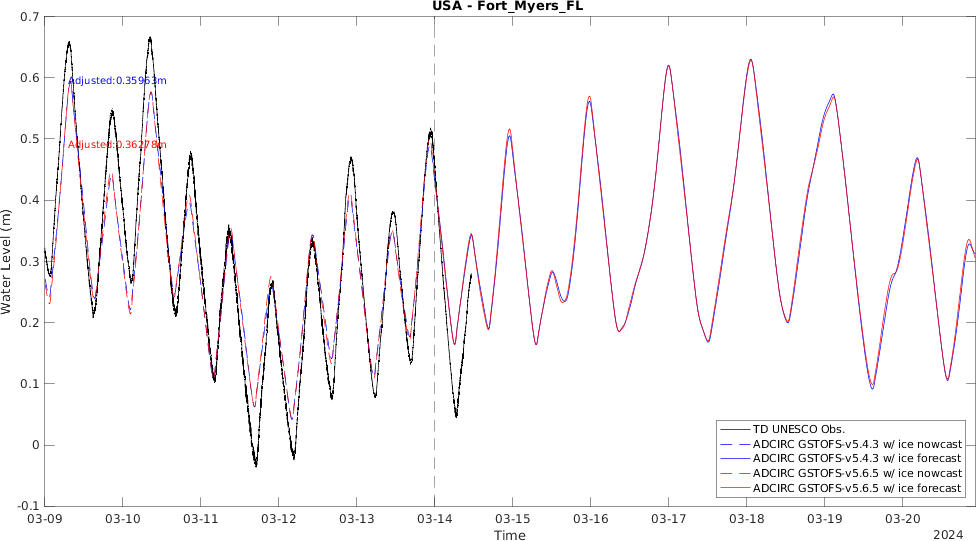 USA - Fort_Myers_FL
0.7
0.6
0.5
0.4
0.3
0.2
0.1
0
-0.1
Water Level (m)
Adjusted:0.35963m
Adjusted:0.36278m
TD UNESCO Obs.
ADCIRC GSTOFS-v5.4.3 w/ ice nowcast
ADCIRC GSTOFS-v5.4.3 w/ ice forecast
ADCIRC GSTOFS-v5.6.5 w/ ice nowcast
ADCIRC GSTOFS-v5.6.5 w/ ice forecast
03-09 03-10 03-11 03-12 03-13 03-14 03-15 03-16 03-17 03-18 03-19 03-20
Time
2024